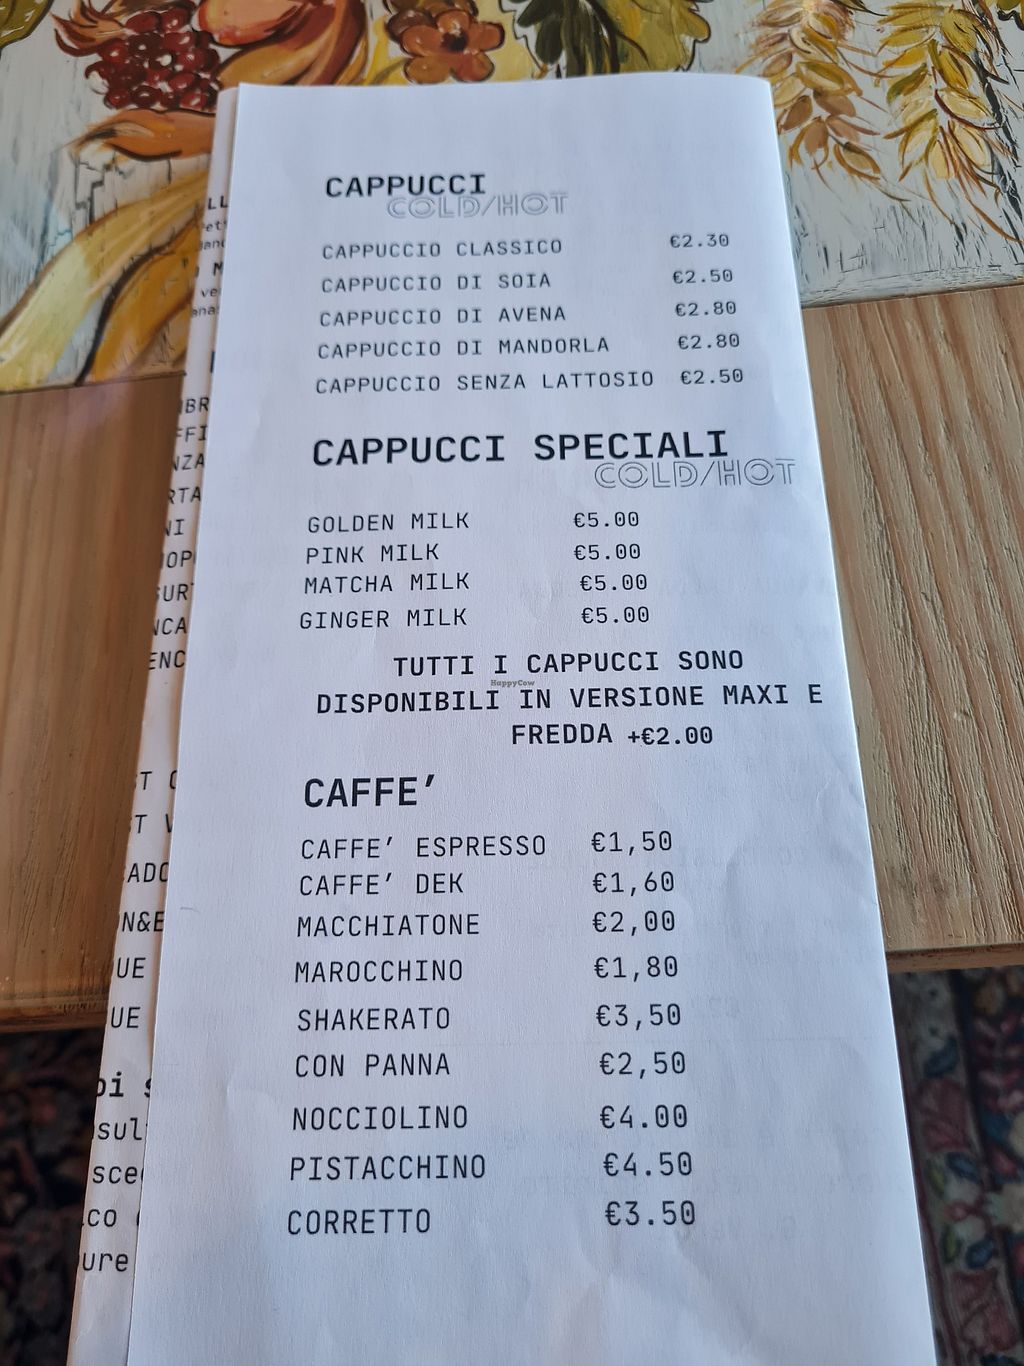 CAPPUCCI
COLD/HOT
CAPPUCCIO CLASSICO €2.30
CAPPUCCIO DI SOIA €2.50
CAPPUCCIO DI AVENA €2.80
CAPPUCCIO DI MANDORLA €2.80
CAPPUCCIO SENZA LATTOSIO €2.50
CAPPUCCI SPECIALI
COLD/HOT
GOLDEN MILK €5.00
PINK MILK €5.00
MATCHA MILK €5.00
GINGER MILK €5.00
TUTTI I CAPPUCCI SONO
HappyCow
DISPONIBILI IN VERSIONE MAXI E
FREDDA +€2.00
CAFFE’
CAFFE’ ESPRESSO €1,50
CAFFE’ DEK €1,60
MACCHIATONE €2,00
MAROCCHINO €1,80
SHAKERATO €3,50
CON PANNA €2,50
NOCCIOLINO €4.00
PISTACCHINO €4.50
CORRETTO €3.50